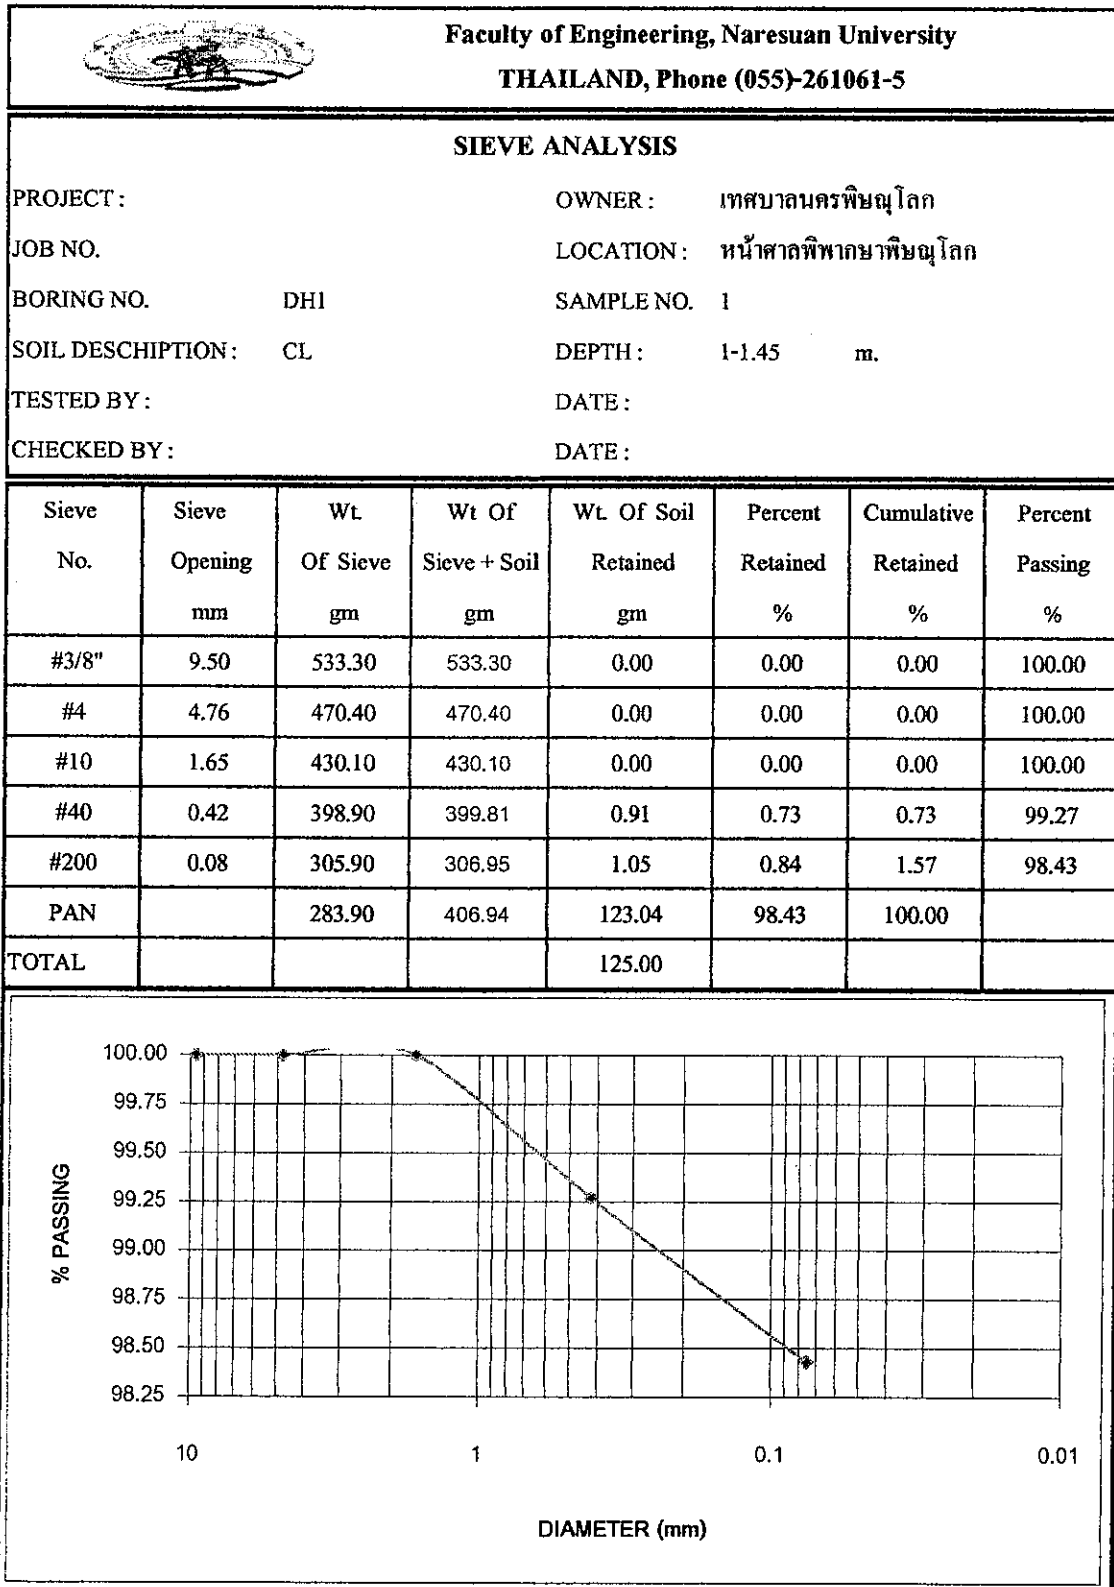 Faculty of Engineering, Naresuan University
THAILAND, Phone (055)-261061-5
SIEVE ANALYSIS
PROJECT : OWNER : เทศบาลนครพิษณุโลก
JOB NO. LOCATION : หน้าศาลพิพากษาพิษณุโลก
BORING NO. DH1 SAMPLE NO. 1
SOIL DESCHIPTION : CL DEPTH : 1-1.45 m.
TESTED BY : DATE :
CHECKED BY : DATE :
Sieve Sieve Wt. Wt Of Wt. Of Soil Percent Cumulative Percent
No. Opening Of Sieve Sieve + Soil Retained Retained Retained Passing
mm gm gm gm % % %
#3/8" 9.50 533.30 533.30 0.00 0.00 0.00 100.00
#4 4.76 470.40 470.40 0.00 0.00 0.00 100.00
#10 1.65 430.10 430.10 0.00 0.00 0.00 100.00
#40 0.42 398.90 399.81 0.91 0.73 0.73 99.27
#200 0.08 305.90 306.95 1.05 0.84 1.57 98.43
PAN 283.90 406.94 123.04 98.43 100.00
TOTAL 125.00
% PASSING
100.00
99.75
99.50
99.25
99.00
98.75
98.50
98.25
10 1 0.1 0.01
DIAMETER (mm)